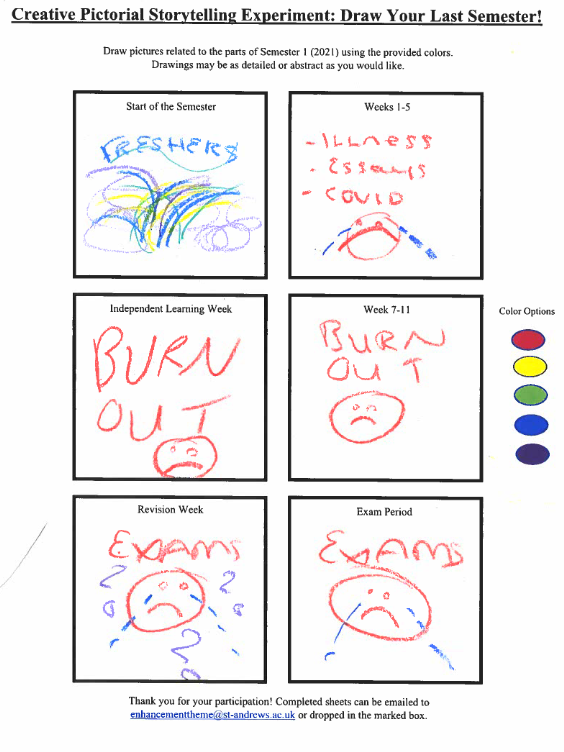 Creative Pictorial Storytelling Experiment: Draw Your Last Semester!
Draw pictures related to the parts of Semester 1 (2021) using the provided colors.
Drawings may be as detailed or abstract as you would like.
Start of the Semester
FRESHERS
Weeks 1-5
- ILLNESS
- ESSAYS
- COVID
Independent Learning Week
BURN
OUT
Week 7-11
BURN
OUT
Color Options
Revision Week
EXAMS
? ?
?
Exam Period
EXAMS
Thank you for your participation! Completed sheets can be emailed to
enhancementtheme@st-andrews.ac.uk or dropped in the marked box.